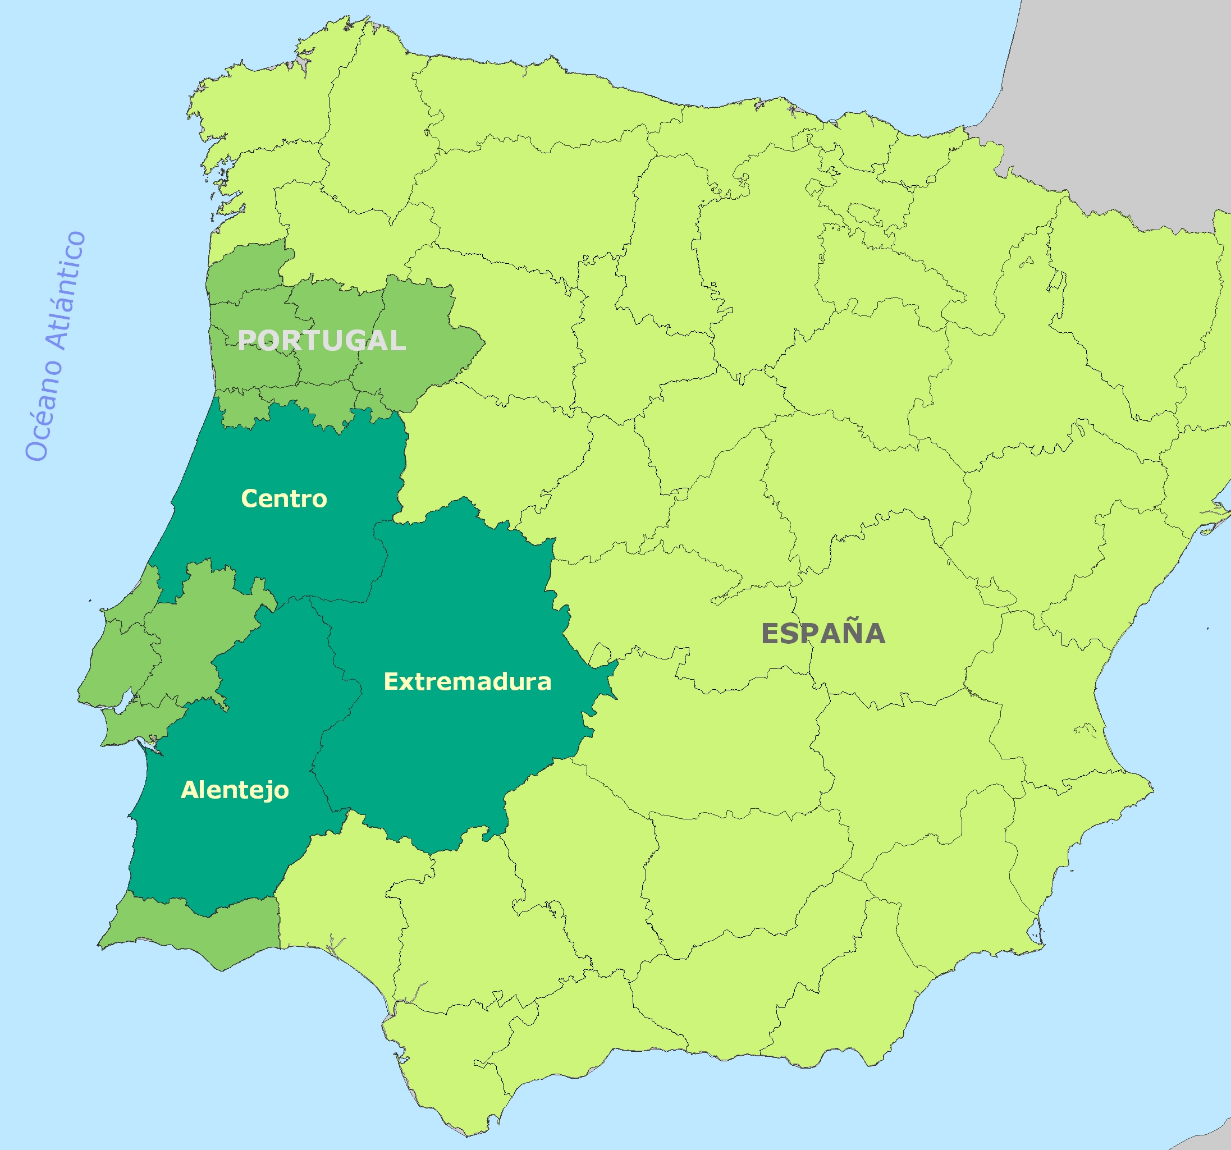 Océano Atlántico
PORTUGAL
Centro
ESPAÑA
Extremadura
Alentejo